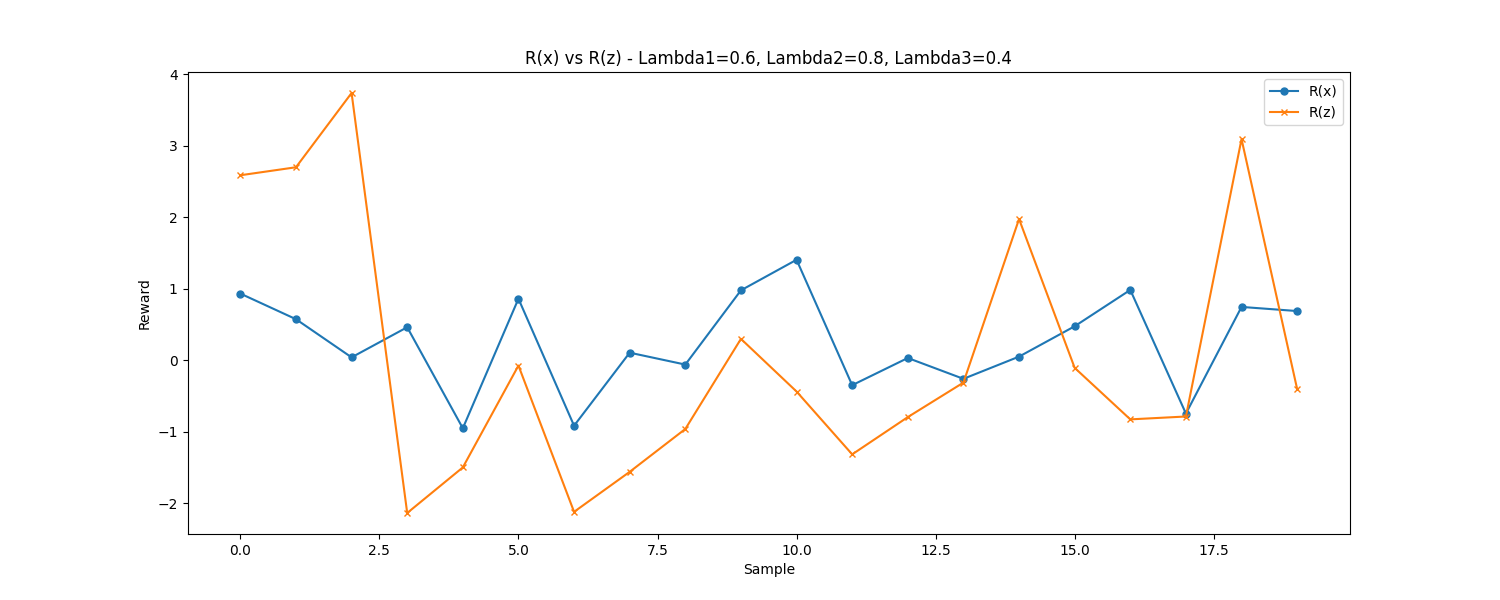 R(x) vs R(z) - Lambda1=0.6, Lambda2=0.8, Lambda3=0.4
R(x)
R(z)
4
3
2
1
0
−1
−2
Reward
0.0 2.5 5.0 7.5 10.0 12.5 15.0 17.5
Sample